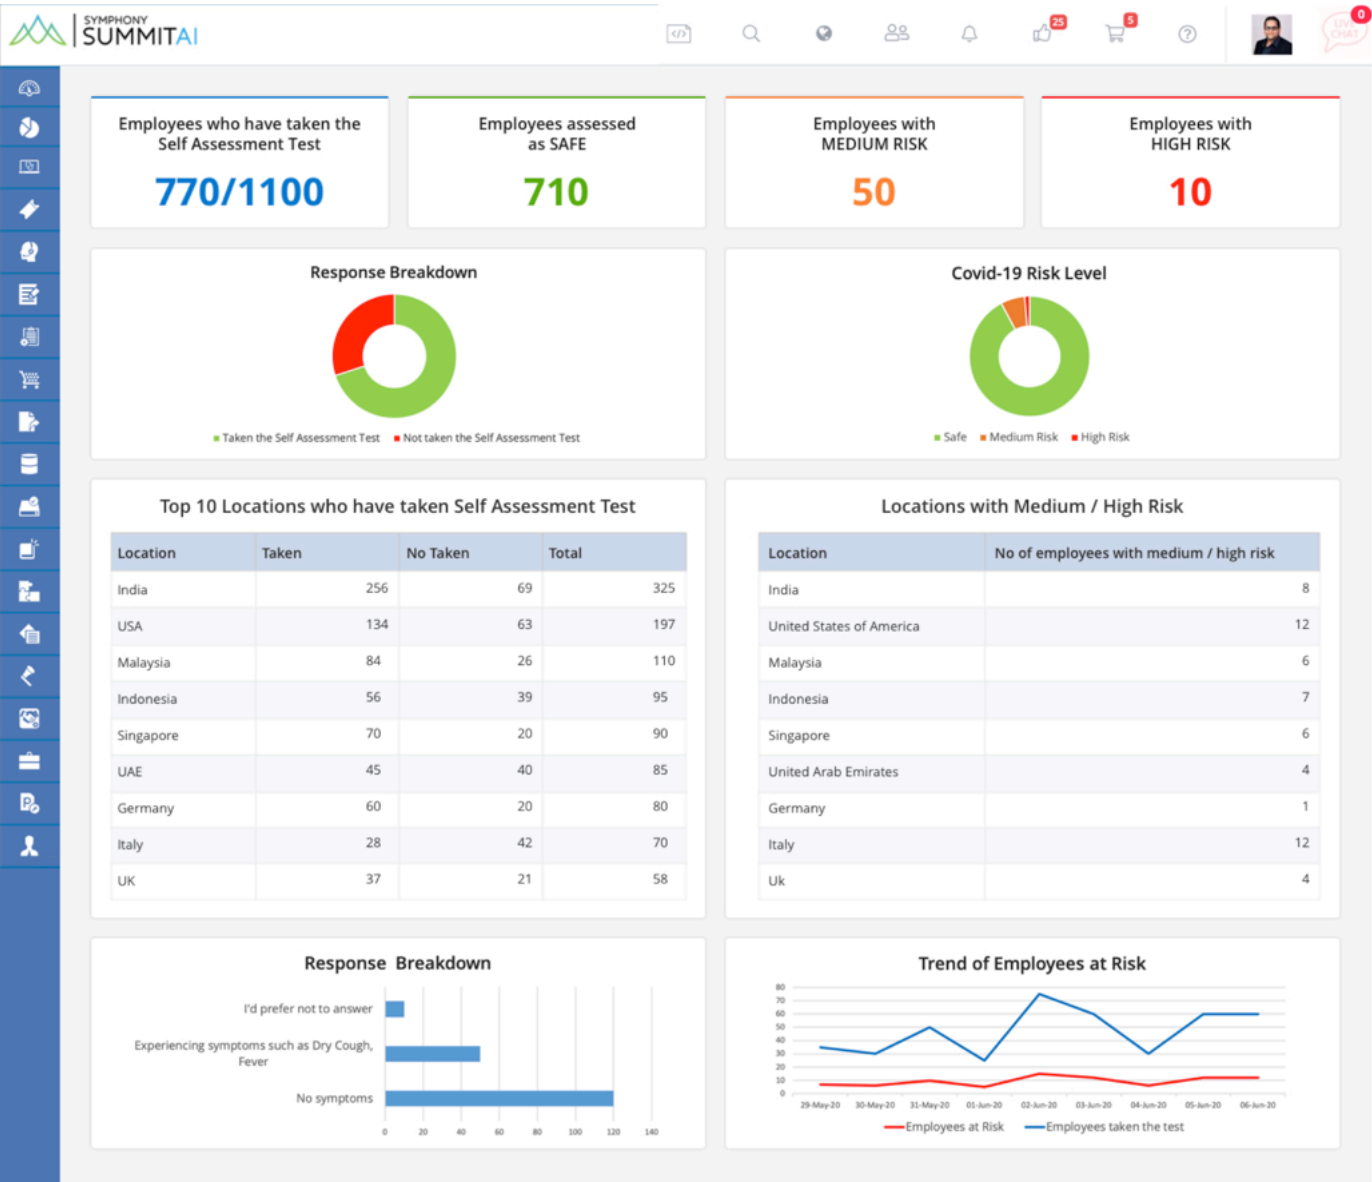 SYMPHONY
SUMMITAI
25
5
0
LIVE
CHAT
Employees who have taken the
Self Assessment Test
770/1100
Employees assessed
as SAFE
710
Employees with
MEDIUM RISK
50
Employees with
HIGH RISK
10
Response Breakdown
Taken the Self Assessment Test Not taken the Self Assessment Test
Covid-19 Risk Level
Safe Medium Risk High Risk
Top 10 Locations who have taken Self Assessment Test
Location Taken No Taken Total
India 256 69 325
USA 134 63 197
Malaysia 84 26 110
Indonesia 56 39 95
Singapore 70 20 90
UAE 45 40 85
Germany 60 20 80
Italy 28 42 70
UK 37 21 58
Locations with Medium / High Risk
Location No of employees with medium / high risk
India 8
United States of America 12
Malaysia 6
Indonesia 7
Singapore 6
United Arab Emirates 4
Germany 1
Italy 12
Uk 4
Response Breakdown
I'd prefer not to answer
Experiencing symptoms such as Dry Cough,
Fever
No symptoms
0 20 40 60 80 100 120 140
Trend of Employees at Risk
80
70
60
50
40
30
20
10
0
29-May-20 30-May-20 31-May-20 01-Jun-20 02-Jun-20 03-Jun-20 04-Jun-20 05-Jun-20 06-Jun-20
Employees at Risk Employees taken the test